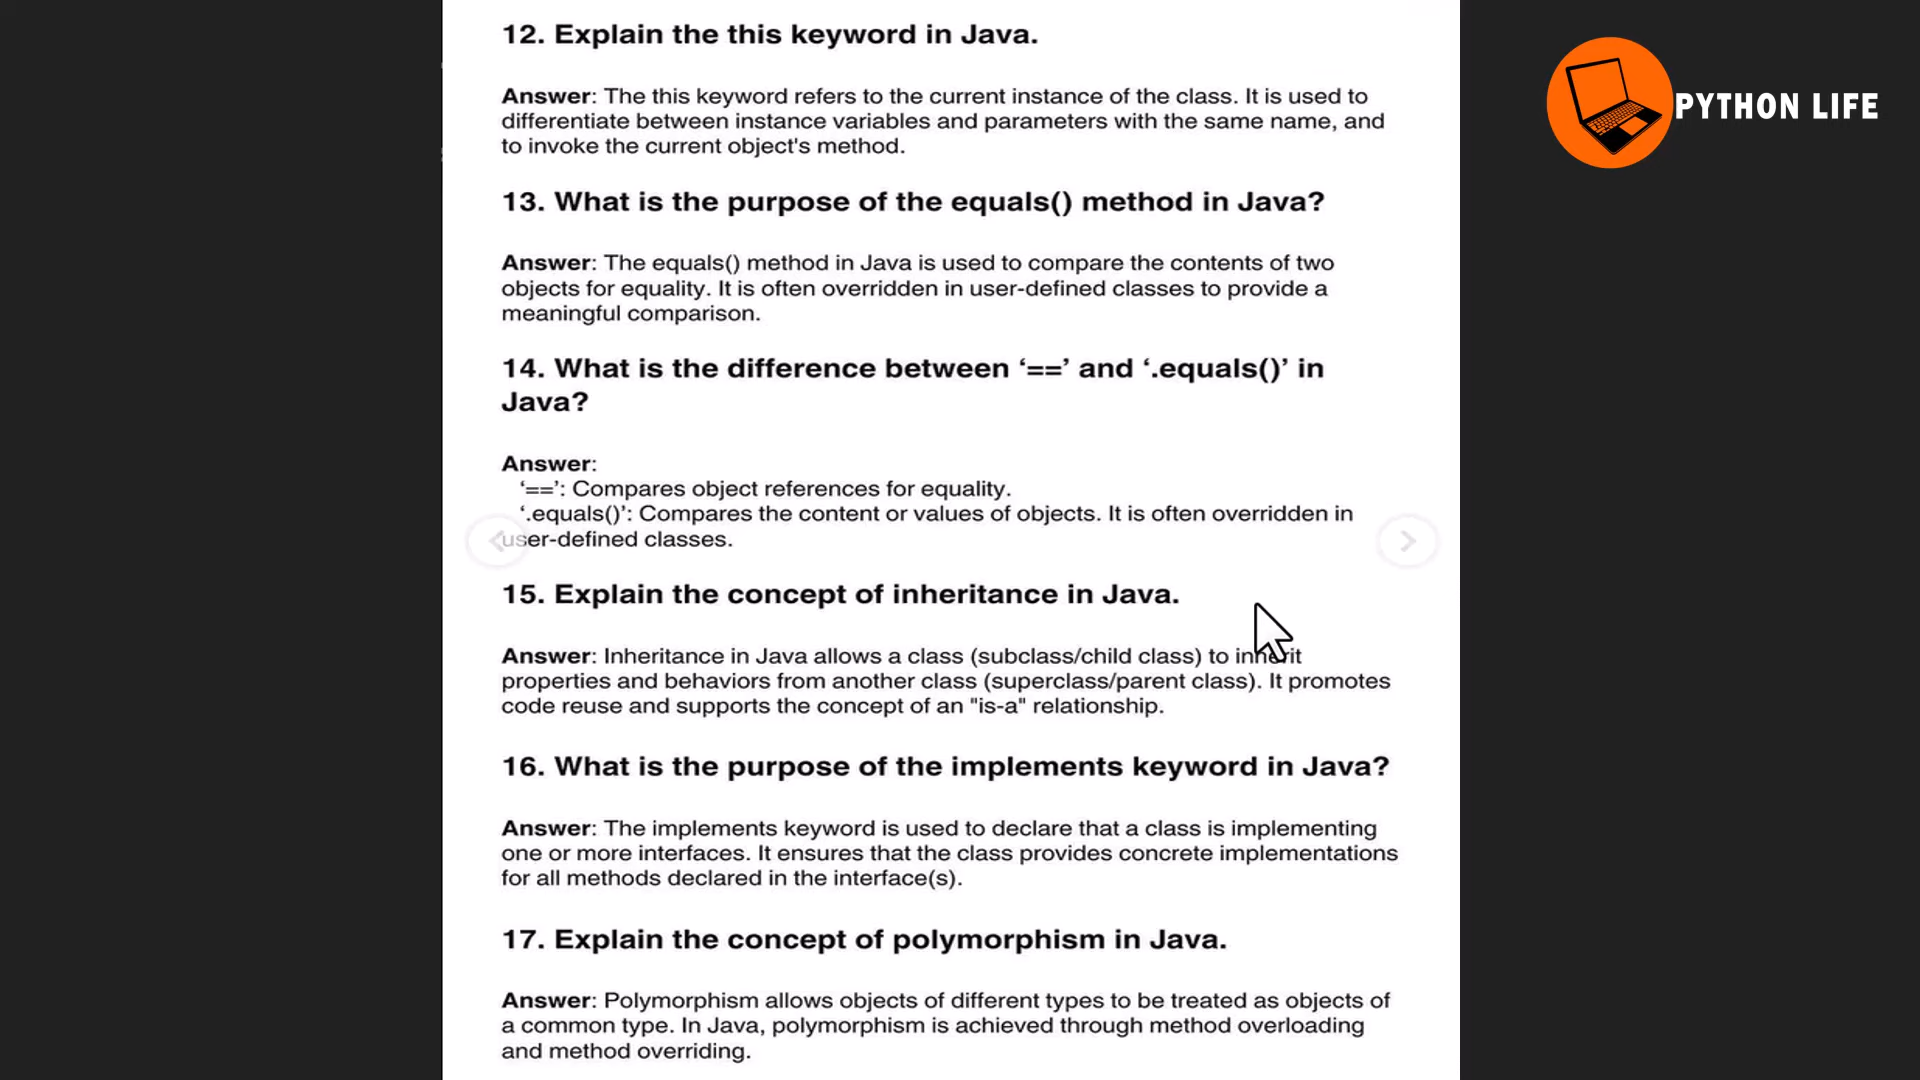 12. Explain the this keyword in Java.
PYTHON LIFE
Answer: The this keyword refers to the current instance of the class. It is used to
differentiate between instance variables and parameters with the same name, and
to invoke the current object's method.
13. What is the purpose of the equals() method in Java?
Answer: The equals() method in Java is used to compare the contents of two
objects for equality. It is often overridden in user-defined classes to provide a
meaningful comparison.
14. What is the difference between ‘==’ and ‘.equals()’ in
Java?
Answer:
‘==’: Compares object references for equality.
‘.equals()’: Compares the content or values of objects. It is often overridden in
user-defined classes.
15. Explain the concept of inheritance in Java.
Answer: Inheritance in Java allows a class (subclass/child class) to inherit
properties and behaviors from another class (superclass/parent class). It promotes
code reuse and supports the concept of an "is-a" relationship.
16. What is the purpose of the implements keyword in Java?
Answer: The implements keyword is used to declare that a class is implementing
one or more interfaces. It ensures that the class provides concrete implementations
for all methods declared in the interface(s).
17. Explain the concept of polymorphism in Java.
Answer: Polymorphism allows objects of different types to be treated as objects of
a common type. In Java, polymorphism is achieved through method overloading
and method overriding.